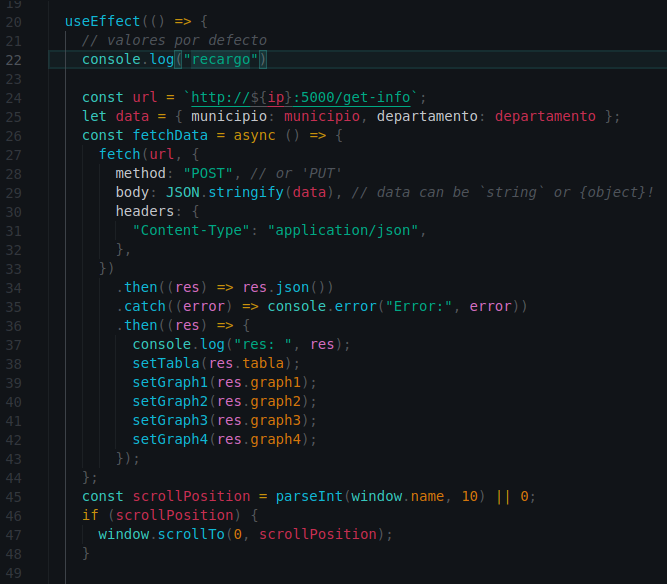 19
20 useEffect(() => {
21 // valores por defecto
22 console.log("recargo")
23
24 const url = `http://${ip}:5000/get-info`;
25 let data = { municipio: municipio, departamento: departamento };
26 const fetchData = async () => {
27 fetch(url, {
28 method: "POST", // or 'PUT'
29 body: JSON.stringify(data), // data can be `string` or {object}!
30 headers: {
31 "Content-Type": "application/json",
32 },
33 })
34 .then((res) => res.json())
35 .catch((error) => console.error("Error:", error))
36 .then((res) => {
37 console.log("res: ", res);
38 setTabla(res.tabla);
39 setGraph1(res.graph1);
40 setGraph2(res.graph2);
41 setGraph3(res.graph3);
42 setGraph4(res.graph4);
43 });
44 };
45 const scrollPosition = parseInt(window.name, 10) || 0;
46 if (scrollPosition) {
47 window.scrollTo(0, scrollPosition);
48 }
49